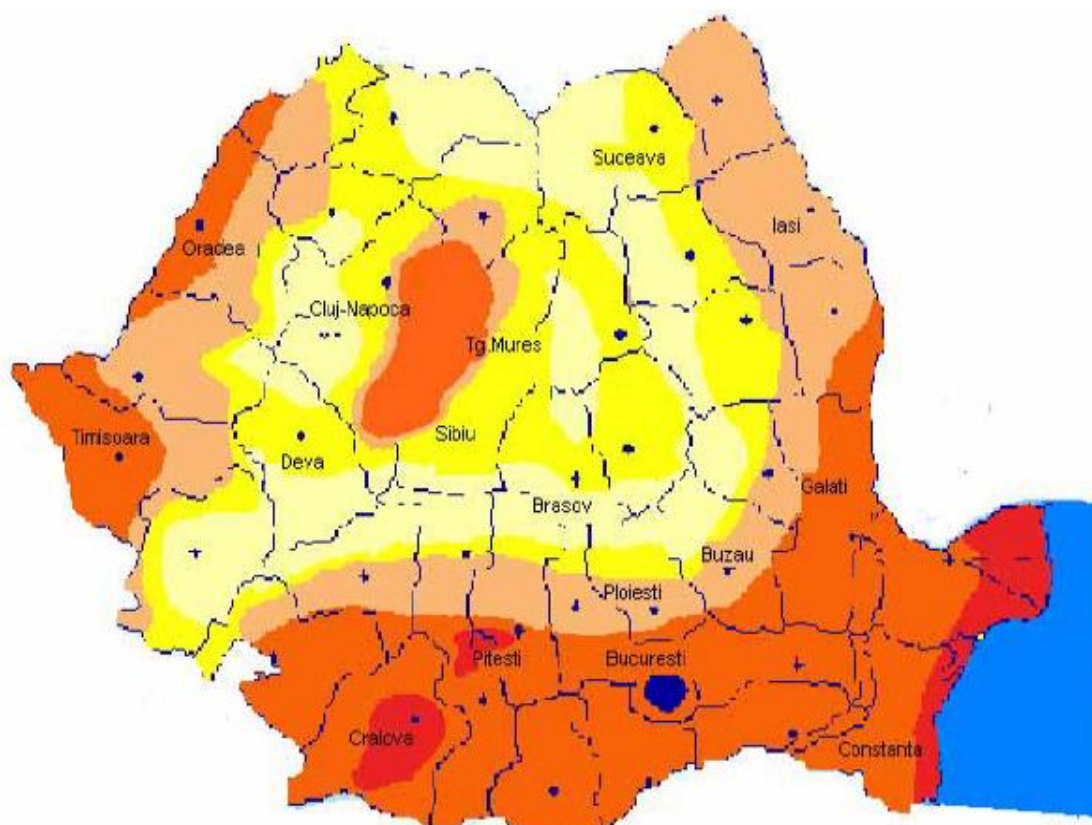 Suceava
Iasi
Oracea
Cluj-Napoca
Tg.Mures
Timisoara
Sibiu
Deva
Galati
Brasov
Buzau
Ploiesti
Pitesti
Bucuresti
Craiova
Constanta